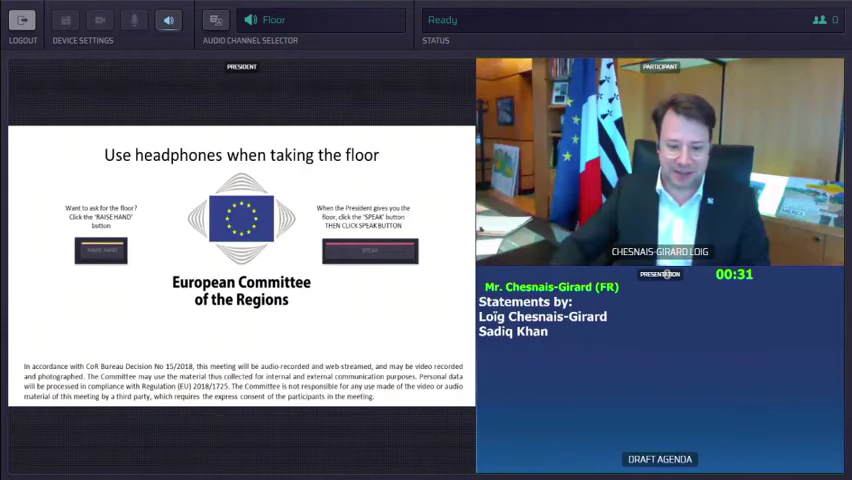 LOGOUT
DEVICE SETTINGS
Floor
AUDIO CHANNEL SELECTOR
Ready
0
STATUS
PRESIDENT
Use headphones when taking the floor
Want to ask for the floor?
Click the 'RAISE HAND'
button
RAISE HAND
When the President gives you the
floor, click the 'SPEAK' button
THEN CLICK SPEAK BUTTON
SPEAK
European Committee
of the Regions
In accordance with CoR Bureau Decision No 15/2018, this meeting will be audio-recorded and web-streamed, and may be video recorded
and photographed. The Committee may use the material thus collected for internal and external communication purposes. Personal data
will be processed in compliance with Regulation (EU) 2018/1725. The Committee is not responsible for any use made of the video or audio
material of this meeting by a third party, which requires the express consent of the participants in the meeting.
PARTICIPANT
CHESNAIS-GIRARD LOIG
PRESENTATION
00:31
Mr. Chesnais-Girard (FR)
Statements by:
Loïg Chesnais-Girard
Sadiq Khan
DRAFT AGENDA